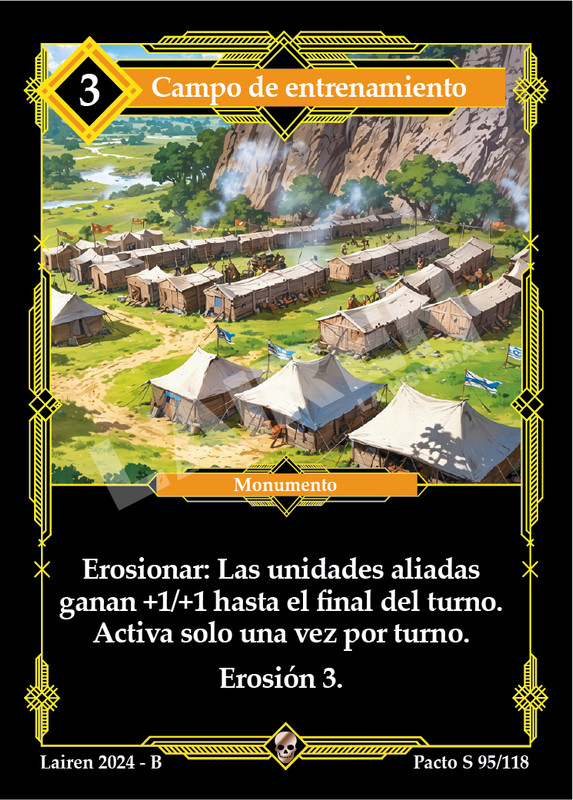 3
Campo de entrenamiento
LAIREN
Monumento
Erosionar: Las unidades aliadas
ganan +1/+1 hasta el final del turno.
Activa solo una vez por turno.
Erosión 3.
Lairen 2024 - B
Pacto S 95/118